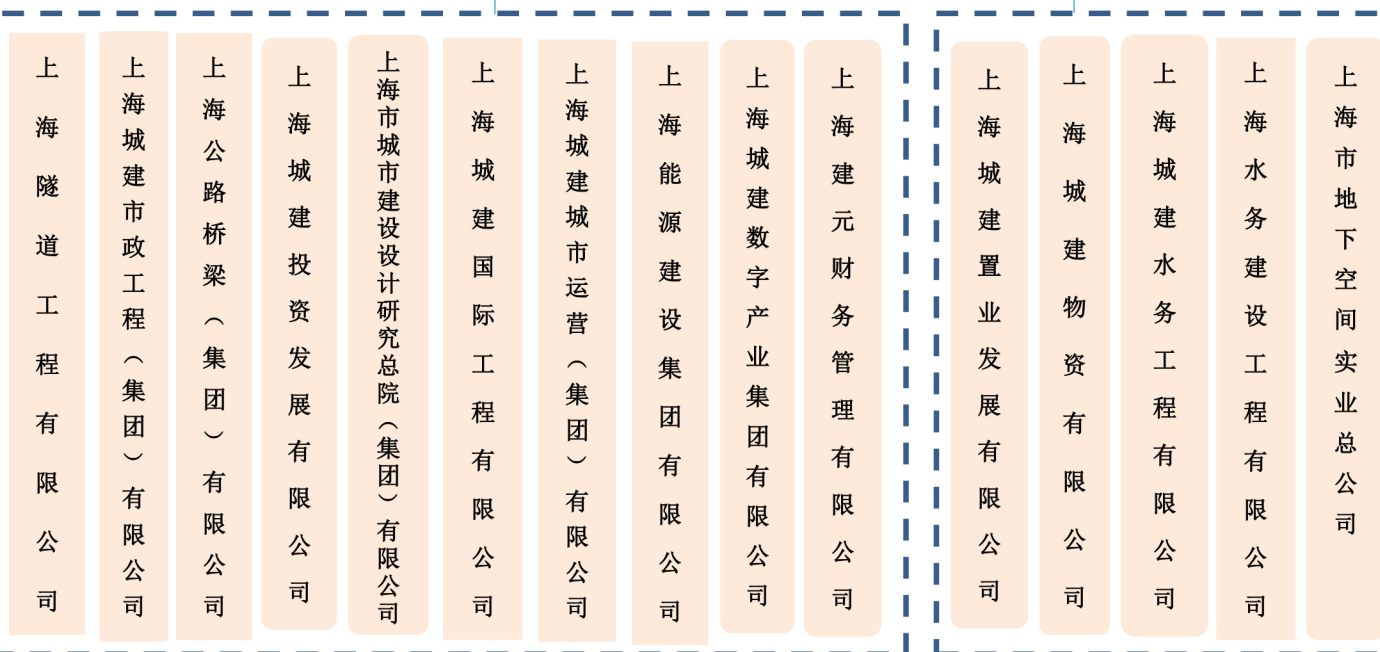 上海隧道工程有限公司
上海城建市政工程（集团）有限公司
上海公路桥梁（集团）有限公司
上海城建投资发展有限公司
上海市城市建设设计研究总院（集团）有限公司
上海城建国际工程有限公司
上海城建城市运营（集团）有限公司
上海能源建设集团有限公司
上海城建数字产业集团有限公司
上海建元财务管理有限公司
上海城建置业发展有限公司
上海城建物资有限公司
上海城建水务工程有限公司
上海水务建设工程有限公司
上海市地下空间实业总公司